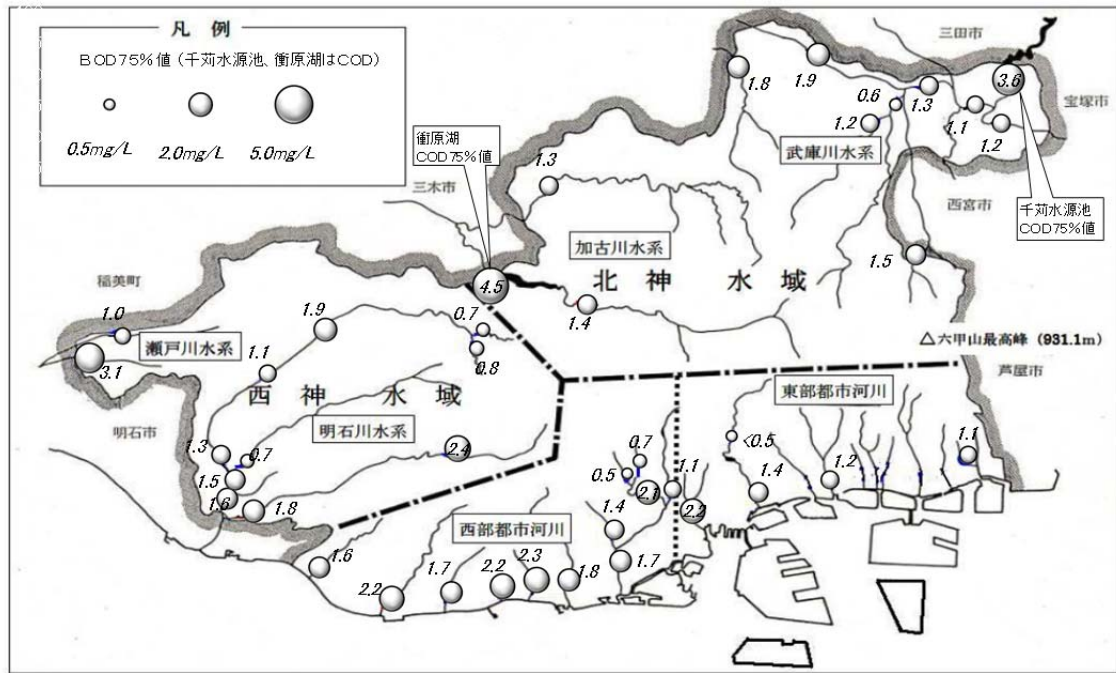 凡 例
BOD75%値 (千苅水源池、衝原湖はCOD)
0.5mg/L
2.0mg/L
5.0mg/L
三田市
宝塚市
西宮市
芦屋市
三木市
稲美町
明石市
衝原湖
COD75%値
千苅水源池
COD75%値
武庫川水系
加古川水系
北 神 水 域
瀬戸川水系
西 神 水 域
明石川水系
東部都市河川
西部都市河川
△六甲山最高峰 (931.1m)
1.8
1.9
0.6
1.3
3.6
1.2
1.1
1.2
1.3
1.5
4.5
1.4
1.0
3.1
1.9
0.7
0.8
1.1
1.3
0.7
1.5
1.6
1.8
2.4
0.7
0.5
2.1
1.1
2.2
<0.5
1.4
1.2
1.1
1.4
1.7
1.6
2.2
1.7
2.2
2.3
1.8